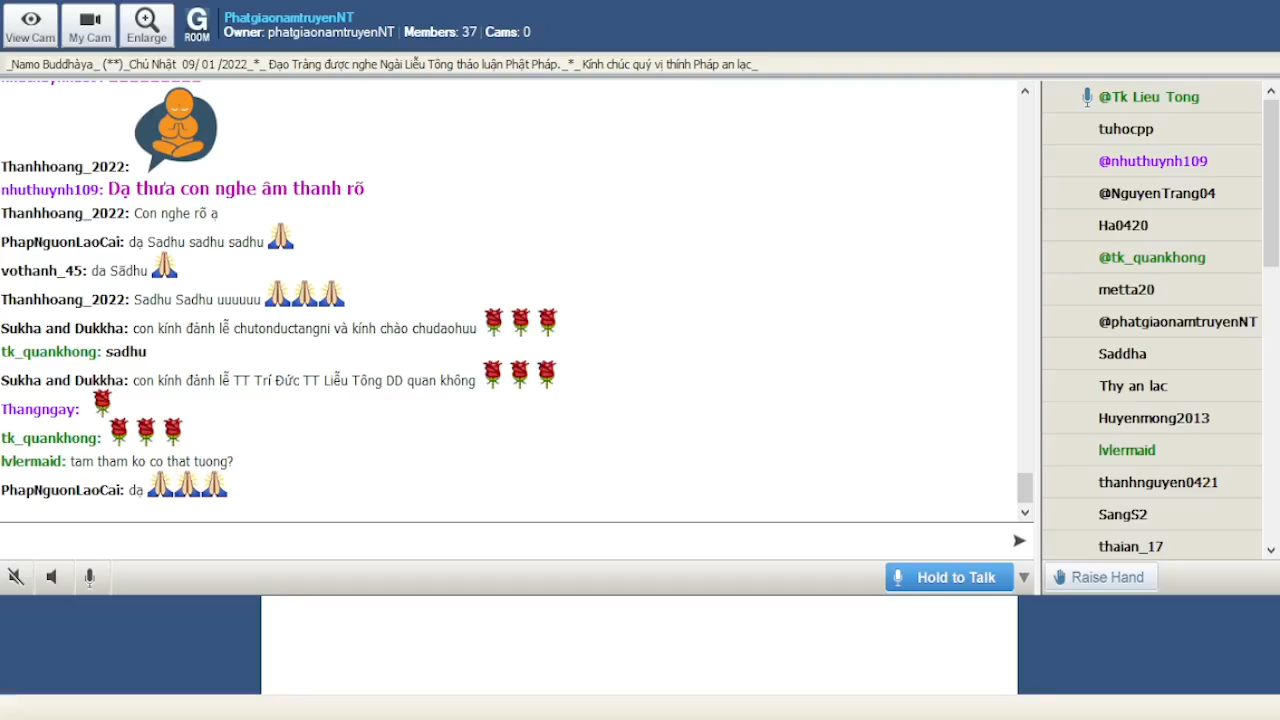 View Cam
My Cam
Enlarge
G
ROOM
PhatgiaonamtruyenNT
Owner: phatgiaonamtruyenNT | Members: 37 | Cams: 0
_Namo Buddhàya_ (**)_Chủ Nhật 09/ 01 /2022_*_ Đạo Tràng được nghe Ngài Liễu Tông thảo luận Phật Pháp._*_Kính chúc quý vị thính Pháp an lạc_
Thanhhoang_2022:
nhuthuynh109: Dạ thưa con nghe âm thanh rõ
Thanhhoang_2022: Con nghe rõ ạ
PhapNguonLaoCai: dạ Sadhu sadhu sadhu
vothanh_45: da Sādhu
Thanhhoang_2022: Sadhu Sadhu uuuuuu
Sukha and Dukkha: con kính đảnh lễ chutonductangni và kính chào chudaohuu
tk_quankhong: sadhu
Sukha and Dukkha: con kính đảnh lễ TT Trí Đức TT Liễu Tông DD quan không
Thangngay:
tk_quankhong:
lvlermaid: tam tham ko co that tuong?
PhapNguonLaoCai: dạ
@Tk Lieu Tong
tuhocpp
@nhuthuynh109
@NguyenTrang04
Ha0420
@tk_quankhong
metta20
@phatgiaonamtruyenNT
Saddha
Thy an lac
Huyenmong2013
lvlermaid
thanhnguyen0421
SangS2
thaian_17
Hold to Talk
Raise Hand